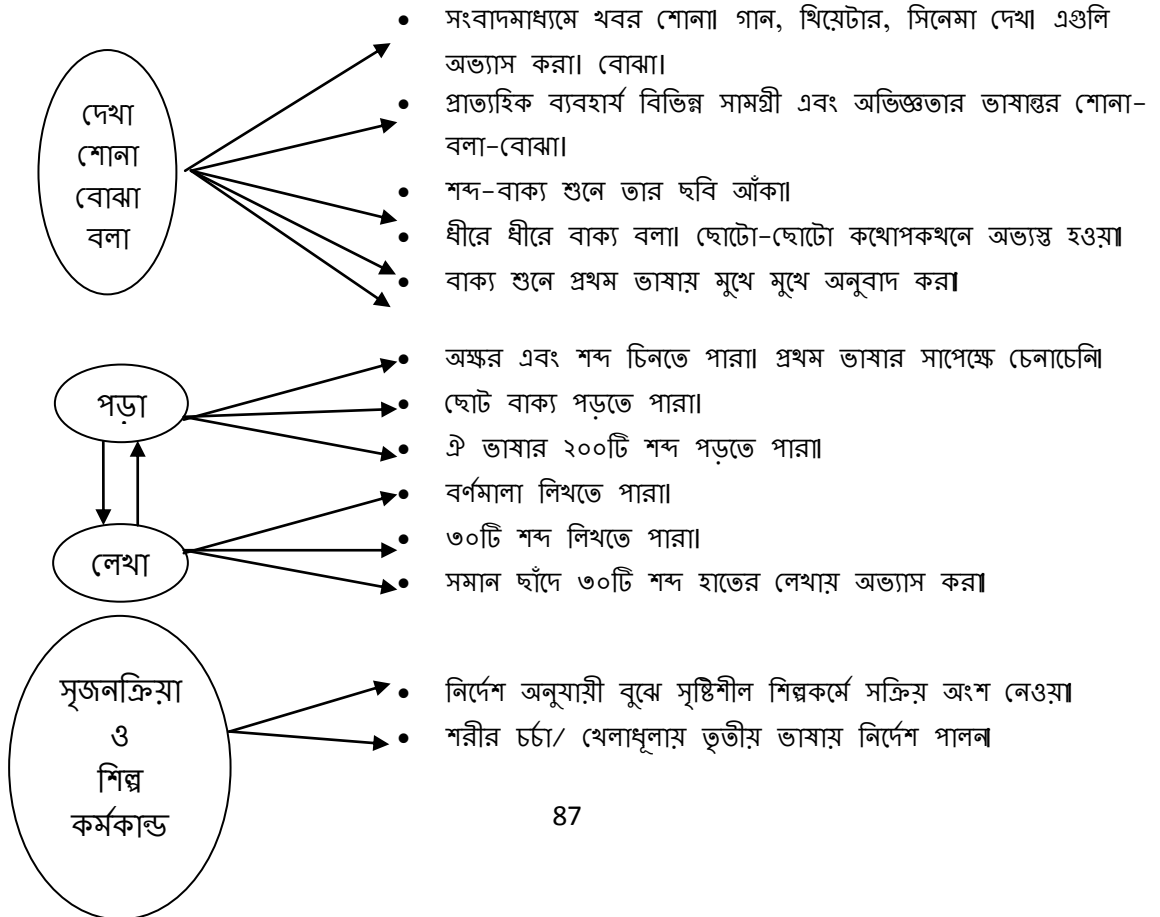 দেখা
শোনা
বোঝা
বলা
• সংবাদমাধ্যমে খবর শোনা। গান, থিয়েটার, সিনেমা দেখা। এগুলি
অভ্যাস করা। বোঝা।
• প্রাত্যহিক ব্যবহার্য বিভিন্ন সামগ্রী এবং অভিজ্ঞতার ভাষান্তর শোনা-
বলা-বোঝা।
• শব্দ-বাক্য শুনে তার ছবি আঁকা।
• ধীরে ধীরে বাক্য বলা। ছোটো-ছোটো কথোপকথনে অভ্যস্ত হওয়া।
• বাক্য শুনে প্রথম ভাষায় মুখে মুখে অনুবাদ করা।
পড়া
• অক্ষর এবং শব্দ চিনতে পারা। প্রথম ভাষার সাপেক্ষে চেনাচেনি।
• ছোট বাক্য পড়তে পারা।
• ঐ ভাষার ২০০টি শব্দ পড়তে পারা।
লেখা
• বর্ণমালা লিখতে পারা।
• ৩০টি শব্দ লিখতে পারা।
• সমান ছাঁদে ৩০টি শব্দ হাতের লেখায় অভ্যাস করা।
সৃজনক্রিয়া
ও
শিল্প
কর্মকান্ড
• নির্দেশ অনুযায়ী বুঝে সৃষ্টিশীল শিল্পকর্মে সক্রিয় অংশ নেওয়া।
• শরীর চর্চা/ খেলাধূলায় তৃতীয় ভাষায় নির্দেশ পালন।
87